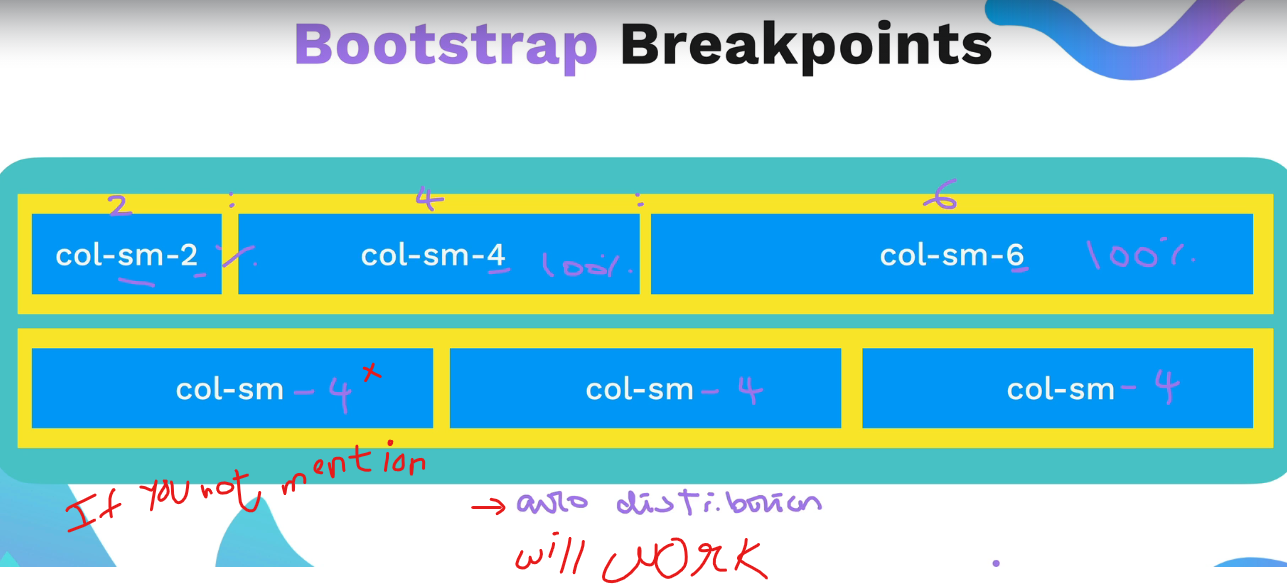 Bootstrap Breakpoints
2 : 4 : 6
col-sm-2 col-sm-4 100%. col-sm-6 100%.
col-sm - 4 x col-sm - 4 col-sm - 4
If you not mention
→ auto distribution
will work